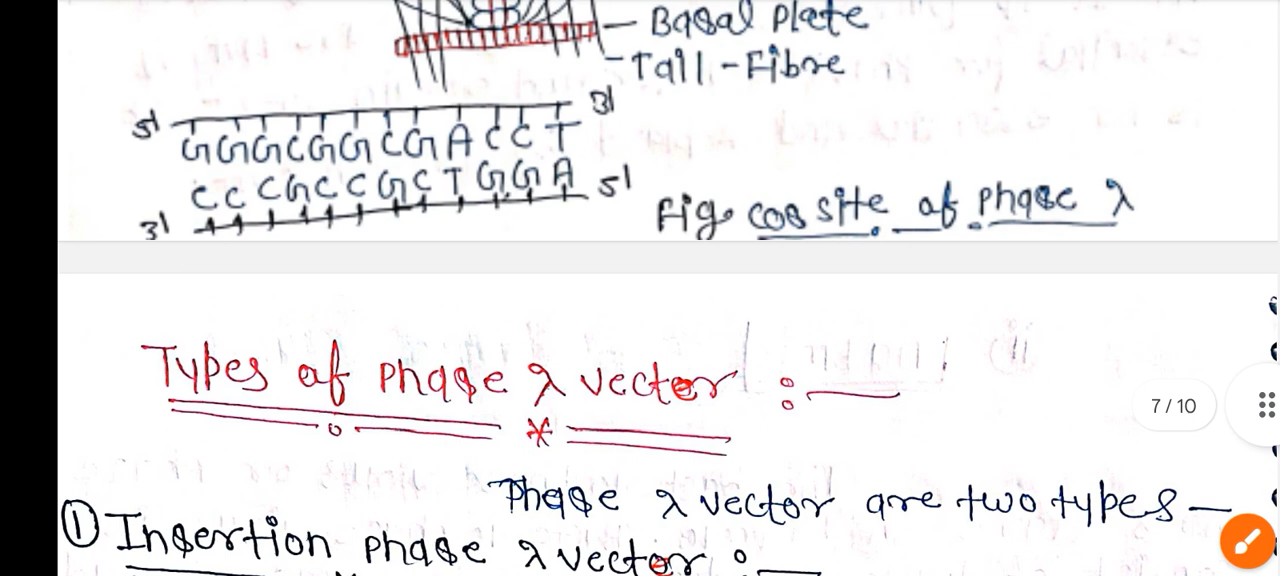 Basal Plate
Tail-Fibre
5' 3'
GGGCGGCGACCT
CCCGCCGCTGGA 5'
3'
Fig. cos site of phage λ
Types of phage λ vector :—
7 / 10
Phage λ vector are two types —
① Insertion phage λ vector :—